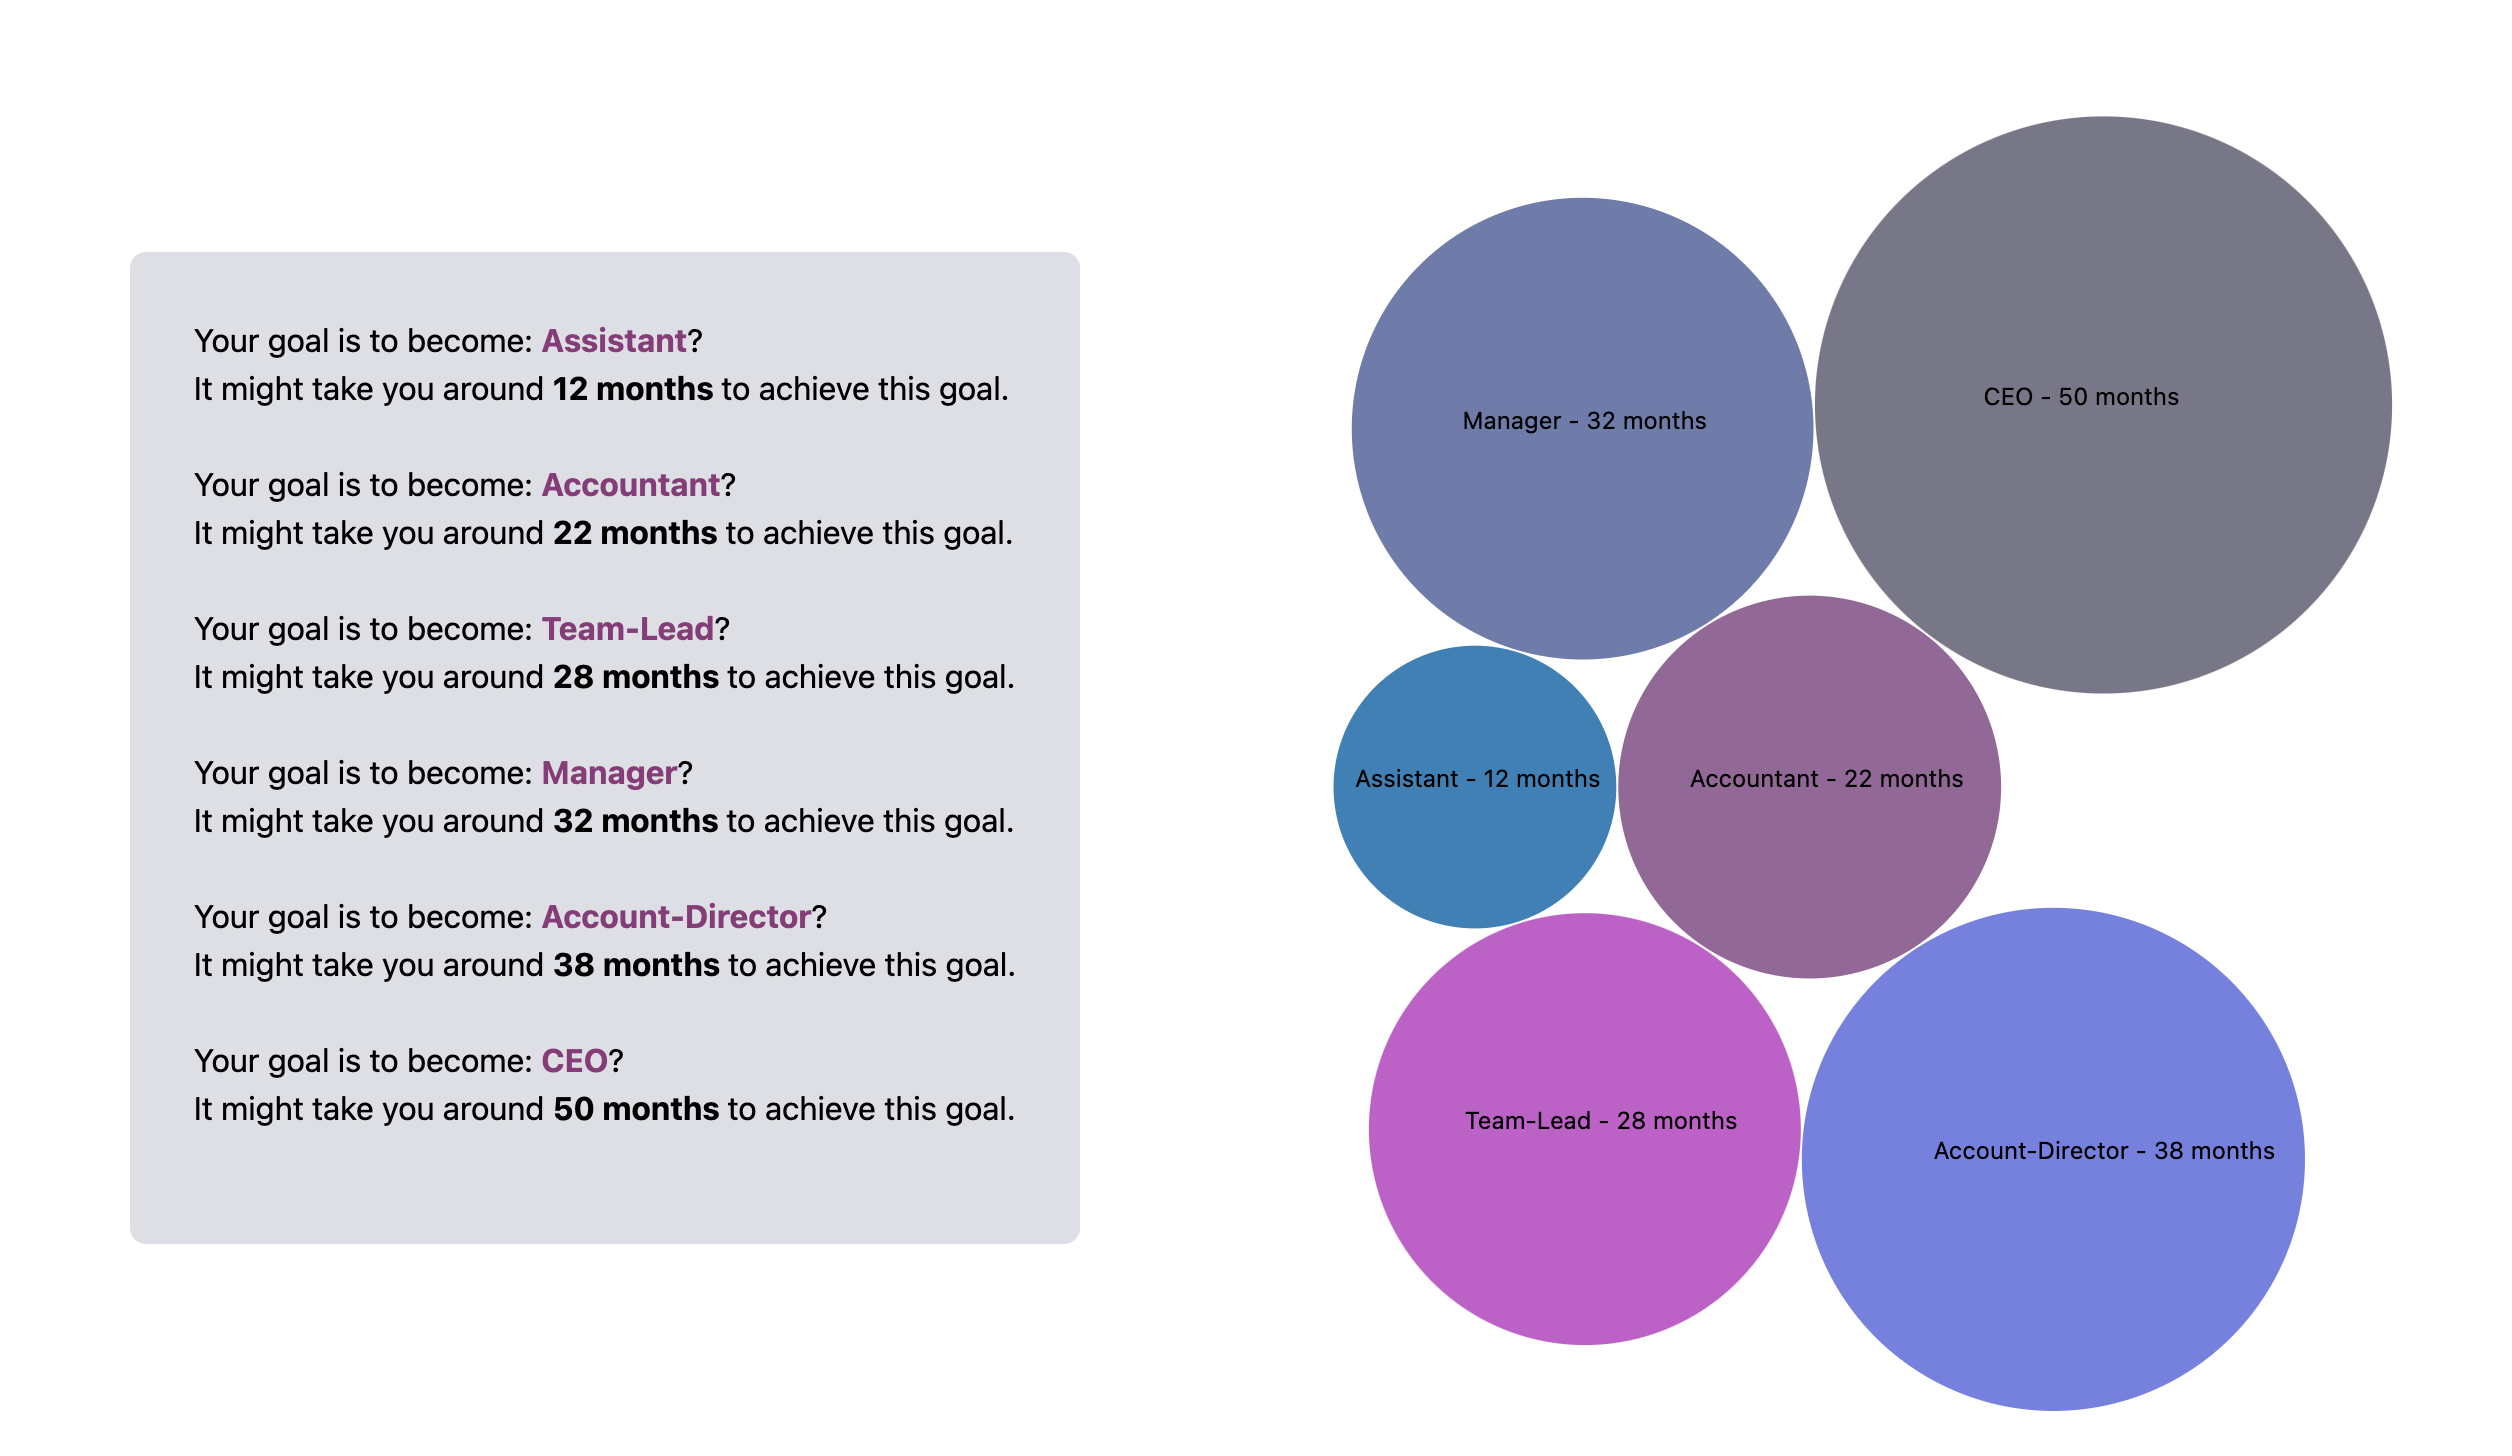 Your goal is to become: Assistant?
It might take you around 12 months to achieve this goal.
Your goal is to become: Accountant?
It might take you around 22 months to achieve this goal.
Your goal is to become: Team-Lead?
It might take you around 28 months to achieve this goal.
Your goal is to become: Manager?
It might take you around 32 months to achieve this goal.
Your goal is to become: Account-Director?
It might take you around 38 months to achieve this goal.
Your goal is to become: CEO?
It might take you around 50 months to achieve this goal.
CEO - 50 months
Manager - 32 months
Assistant - 12 months
Accountant - 22 months
Team-Lead - 28 months
Account-Director - 38 months